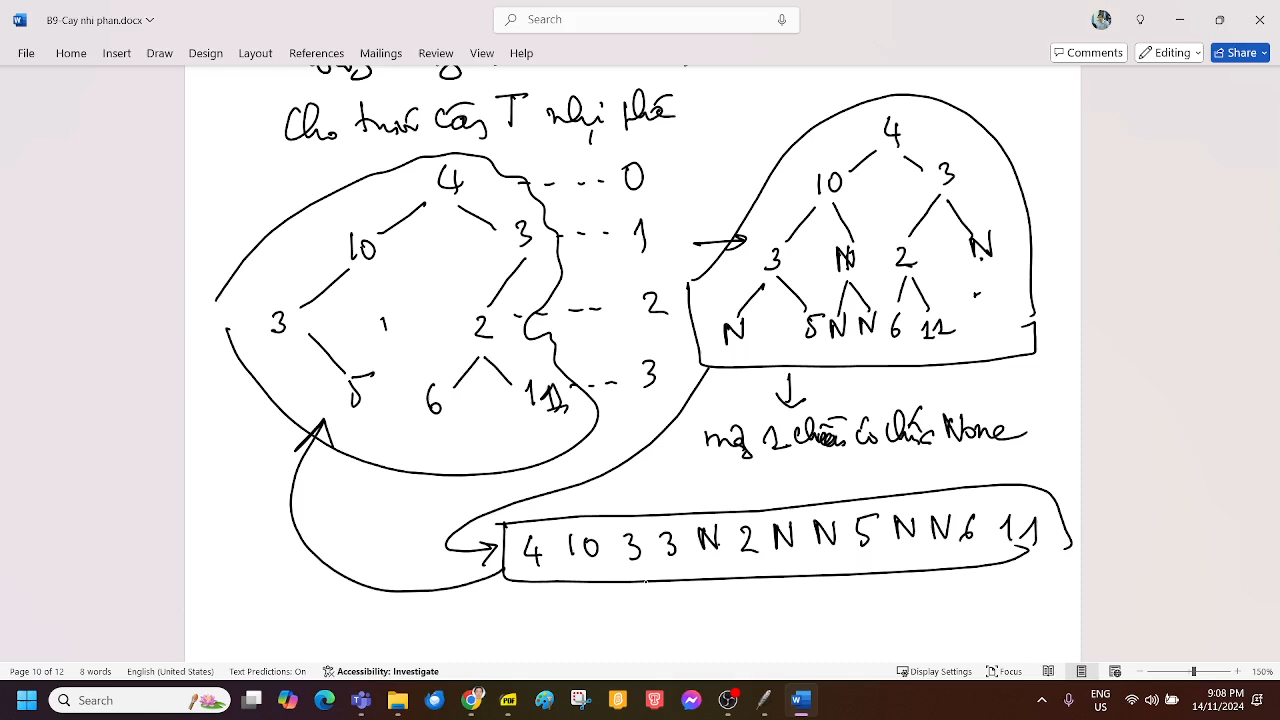 B9-Cay nhi phan.docx
Search
File Home Insert Draw Design Layout References Mailings Review View Help
Comments Editing Share
Cho trước cây T nhị thế
4 - - - - 0
10 3 - - - 1
3 2 - - - 2
5 6 11 - - - 3
4
10 3
3 N 2 N
N 5 N N 6 11
mảng 1 chiều có chức None
4 10 3 3 N 2 N N 5 N N 6 11
Page 10 of 12 8 words English (United States) Text Predictions: On Accessibility: Investigate Display Settings Focus 150%
Search ENG US 9:08 PM 14/11/2024